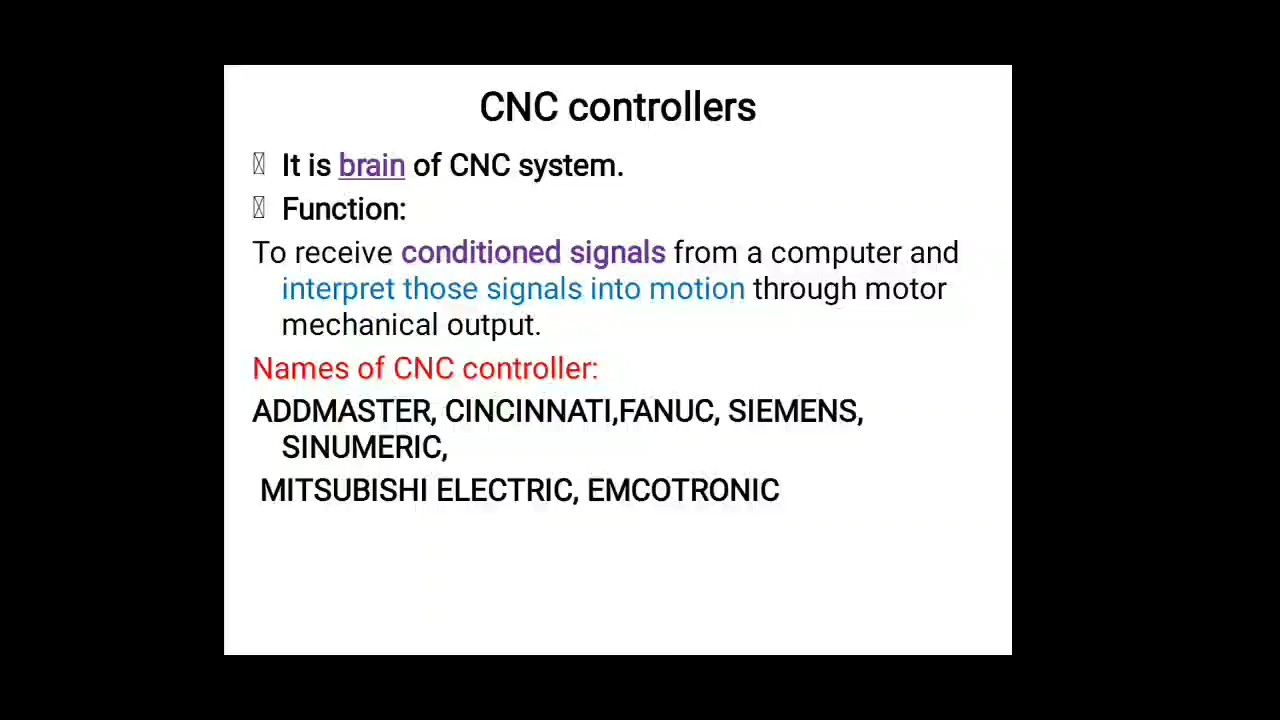 CNC controllers
It is brain of CNC system.
Function:
To receive conditioned signals from a computer and
interpret those signals into motion through motor
mechanical output.
Names of CNC controller:
ADDMASTER, CINCINNATI,FANUC, SIEMENS,
SINUMERIC,
MITSUBISHI ELECTRIC, EMCOTRONIC